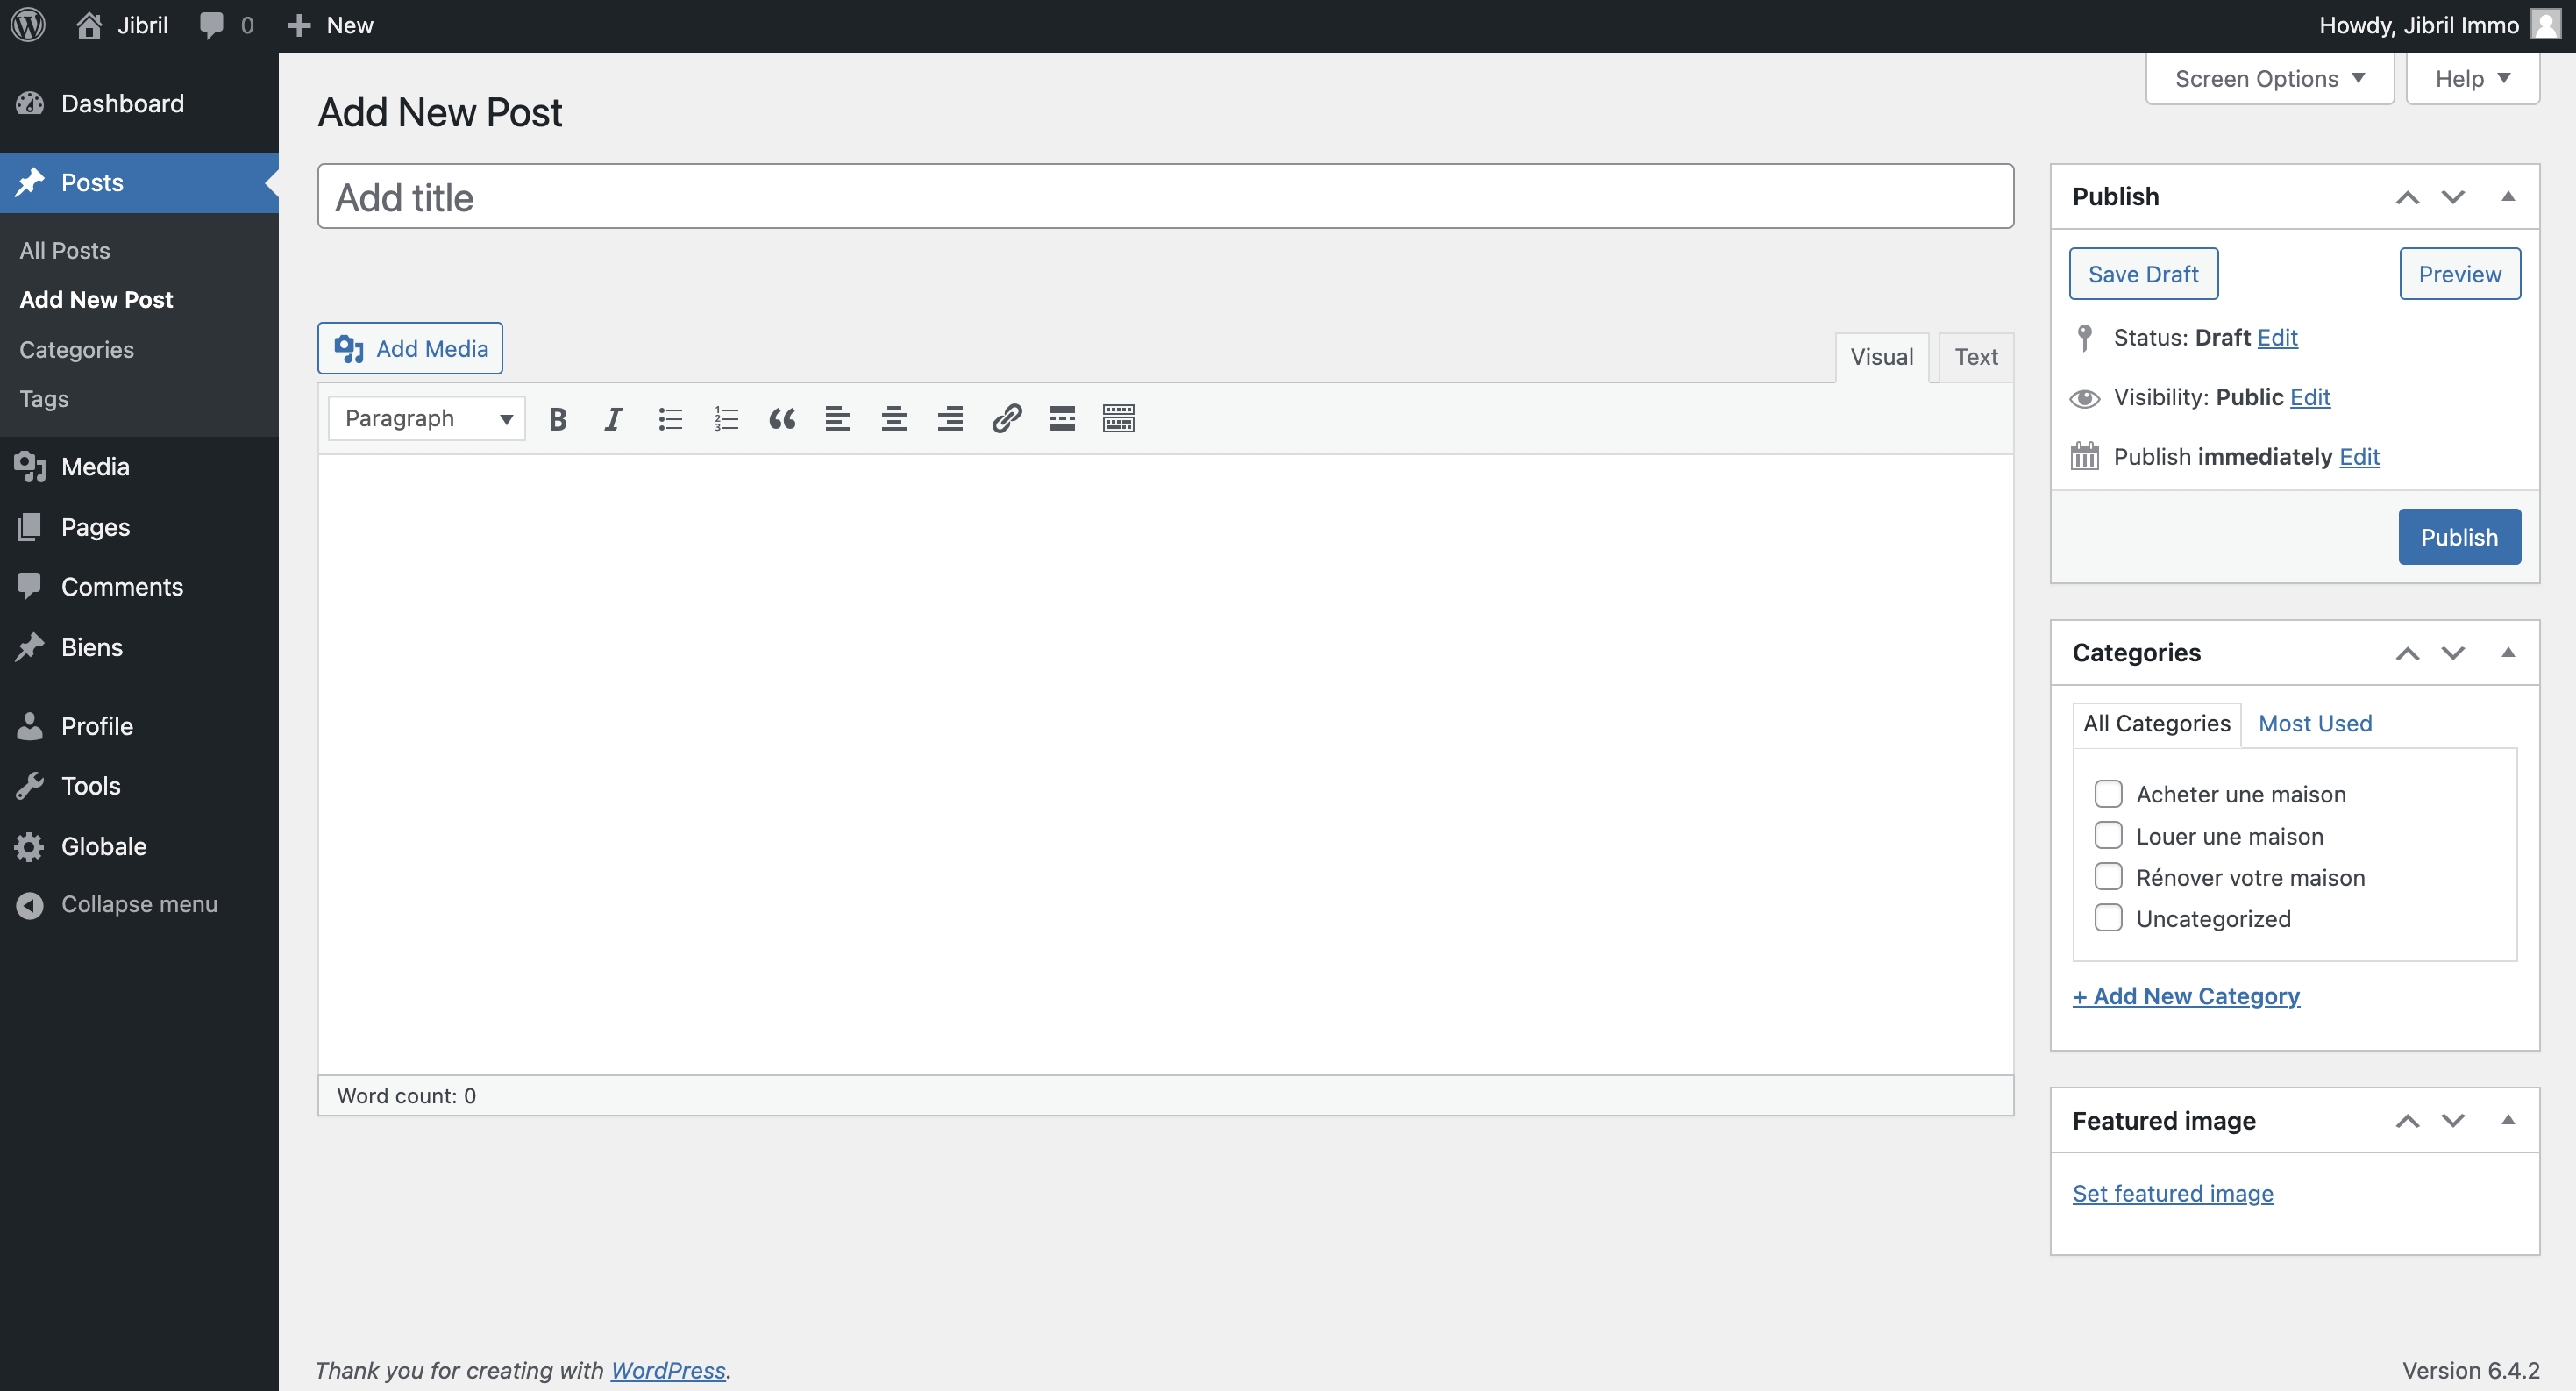 Jibril
0
New
Howdy, Jibril Immo
Dashboard
Posts
All Posts
Add New Post
Categories
Tags
Media
Pages
Comments
Biens
Profile
Tools
Globale
Collapse menu
Screen Options
Help
Add New Post
Add title
Add Media
Visual
Text
Paragraph
Word count: 0
Publish
Save Draft
Preview
Status: Draft Edit
Visibility: Public Edit
Publish immediately Edit
Publish
Categories
All Categories
Most Used
Acheter une maison
Louer une maison
Rénover votre maison
Uncategorized
+ Add New Category
Featured image
Set featured image
Thank you for creating with WordPress.
Version 6.4.2